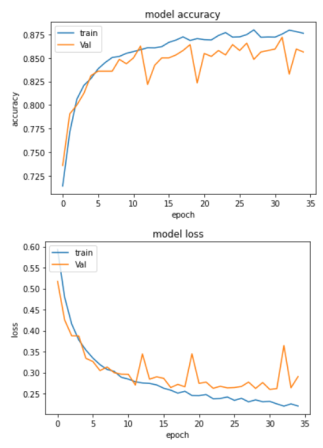 model accuracy
train
Val
0.875
0.850
0.825
0.800
0.775
0.750
0.725
accuracy
0 5 10 15 20 25 30 35
epoch
model loss
train
Val
0.60
0.55
0.50
0.45
0.40
0.35
0.30
0.25
loss
0 5 10 15 20 25 30 35
epoch